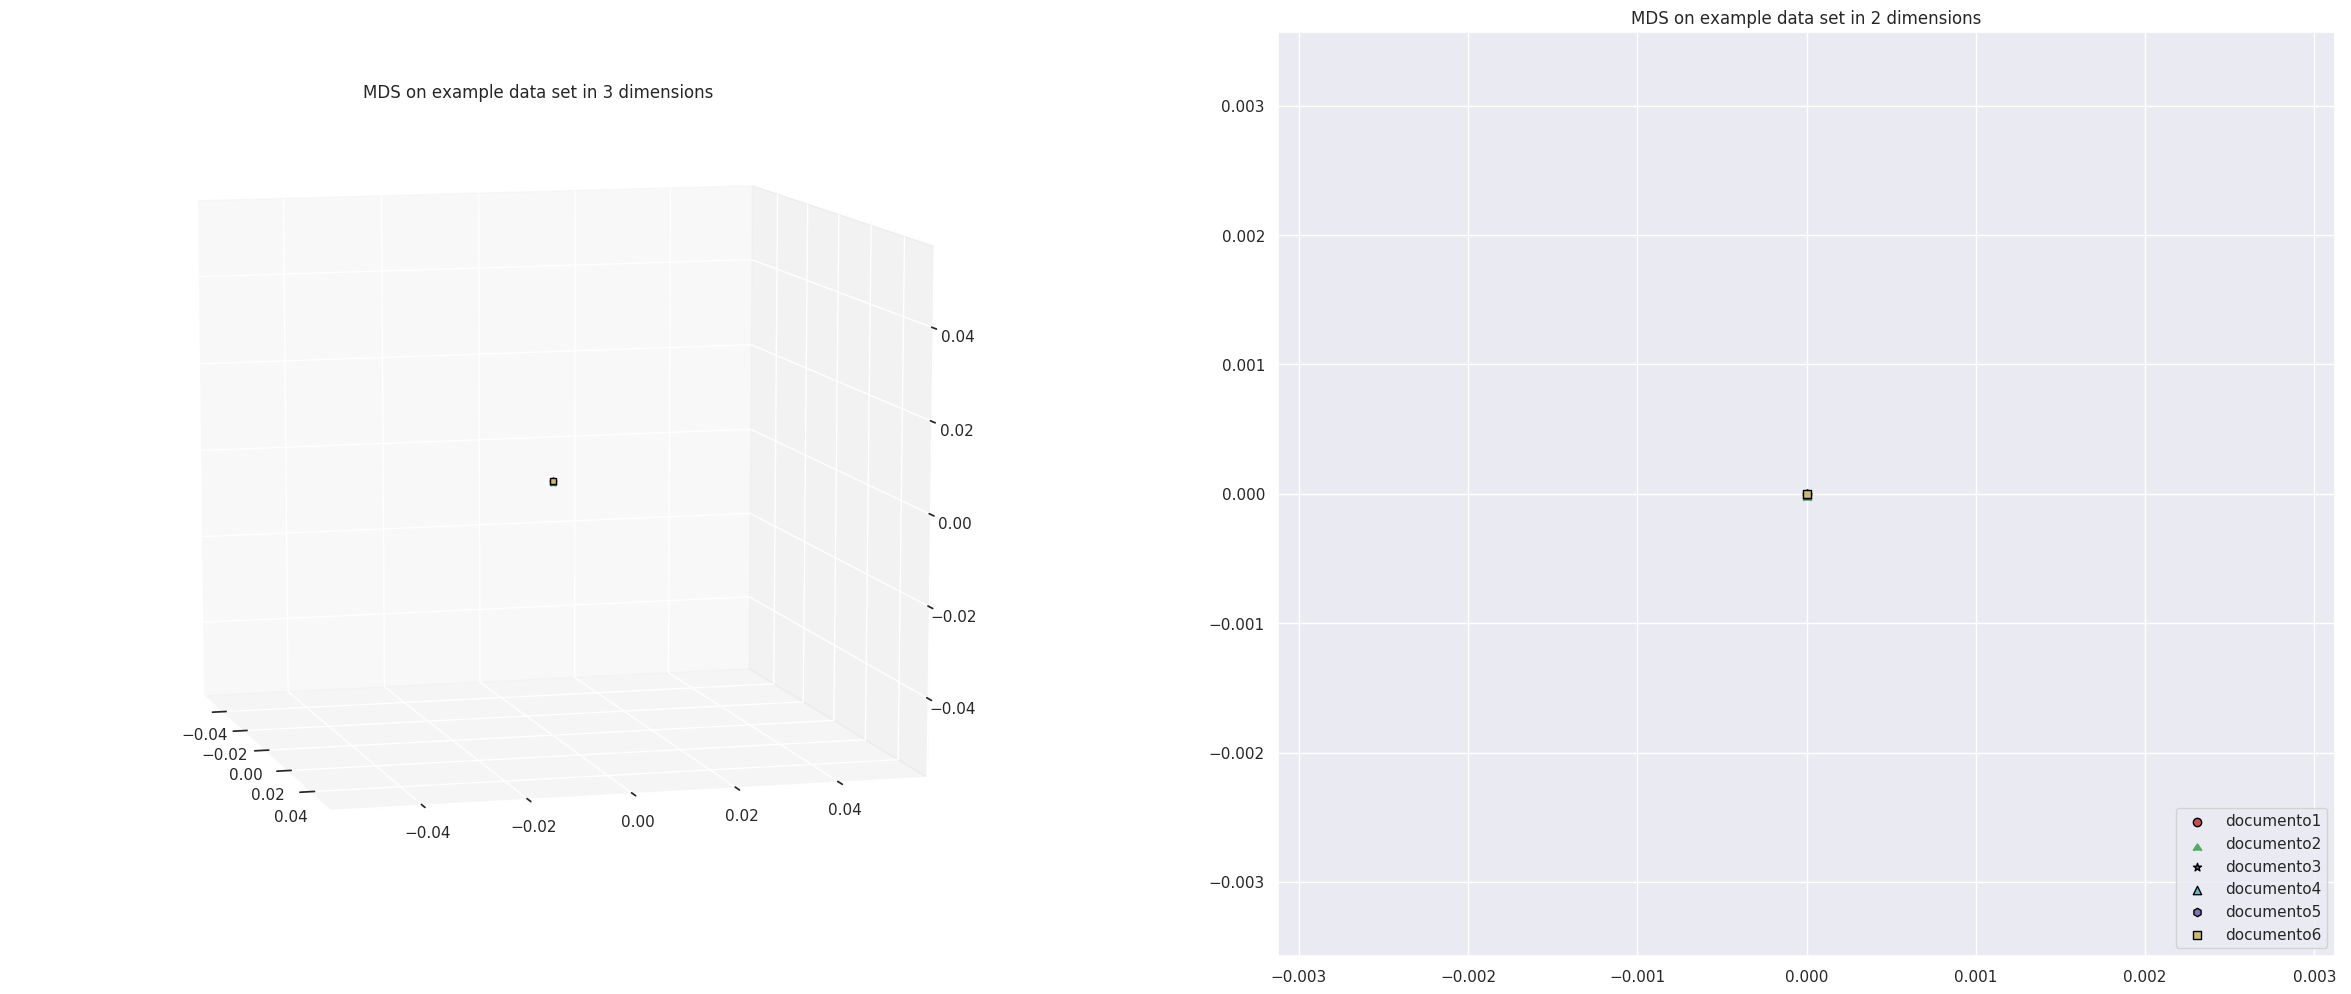 MDS on example data set in 3 dimensions
0.04
0.02
0.00
−0.02
−0.04
−0.04
−0.02
0.00
0.02
0.04
−0.04
−0.02
0.00
0.02
0.04
MDS on example data set in 2 dimensions
0.003
0.002
0.001
0.000
−0.001
−0.002
−0.003
documento1
documento2
documento3
documento4
documento5
documento6
−0.003 −0.002 −0.001 0.000 0.001 0.002 0.003